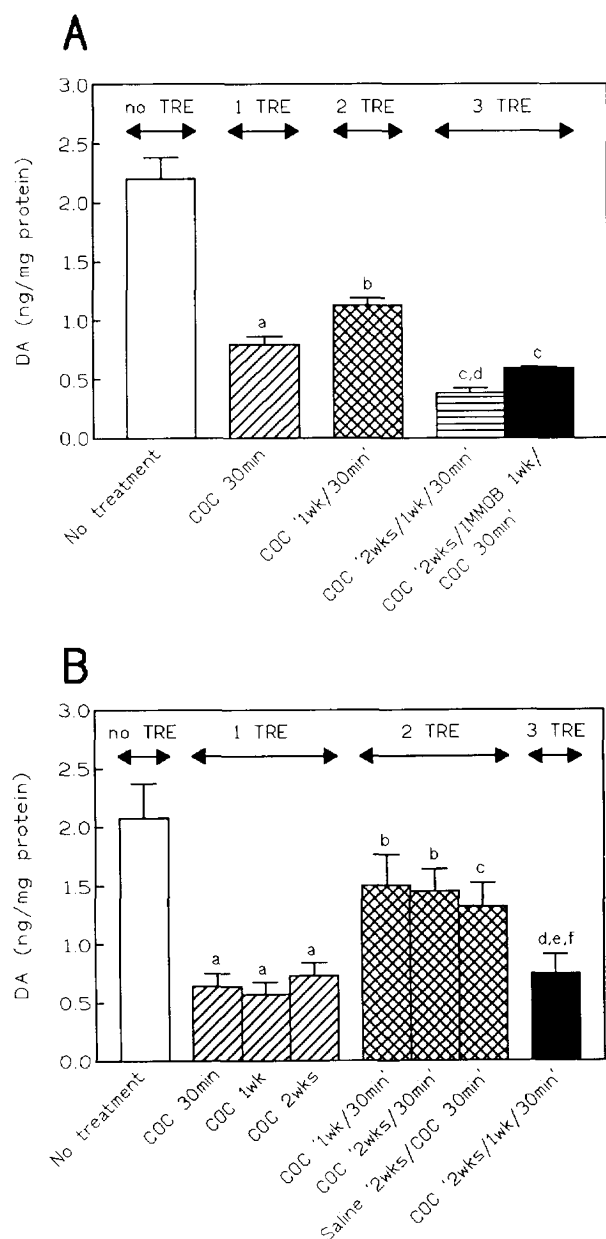 A
3.0
2.5
2.0
1.5
1.0
0.5
0.0
DA (ng/mg protein)
no TRE
1 TRE
2 TRE
3 TRE
a
b
c,d
c
No treatment
COC 30min
COC '1wk/30min'
COC '2wks/1wk/30min'
COC '2wks/IMMOB 1wk/
COC 30min'
B
3.0
2.5
2.0
1.5
1.0
0.5
0.0
DA (ng/mg protein)
no TRE
1 TRE
2 TRE
3 TRE
a
a
a
b
b
c
d,e,f
No treatment
COC 30min
COC 1wk
COC 2wks
COC '1wk/30min'
COC '2wks/30min'
Saline '2wks/COC 30min'
COC '2wks/1wk/30min'